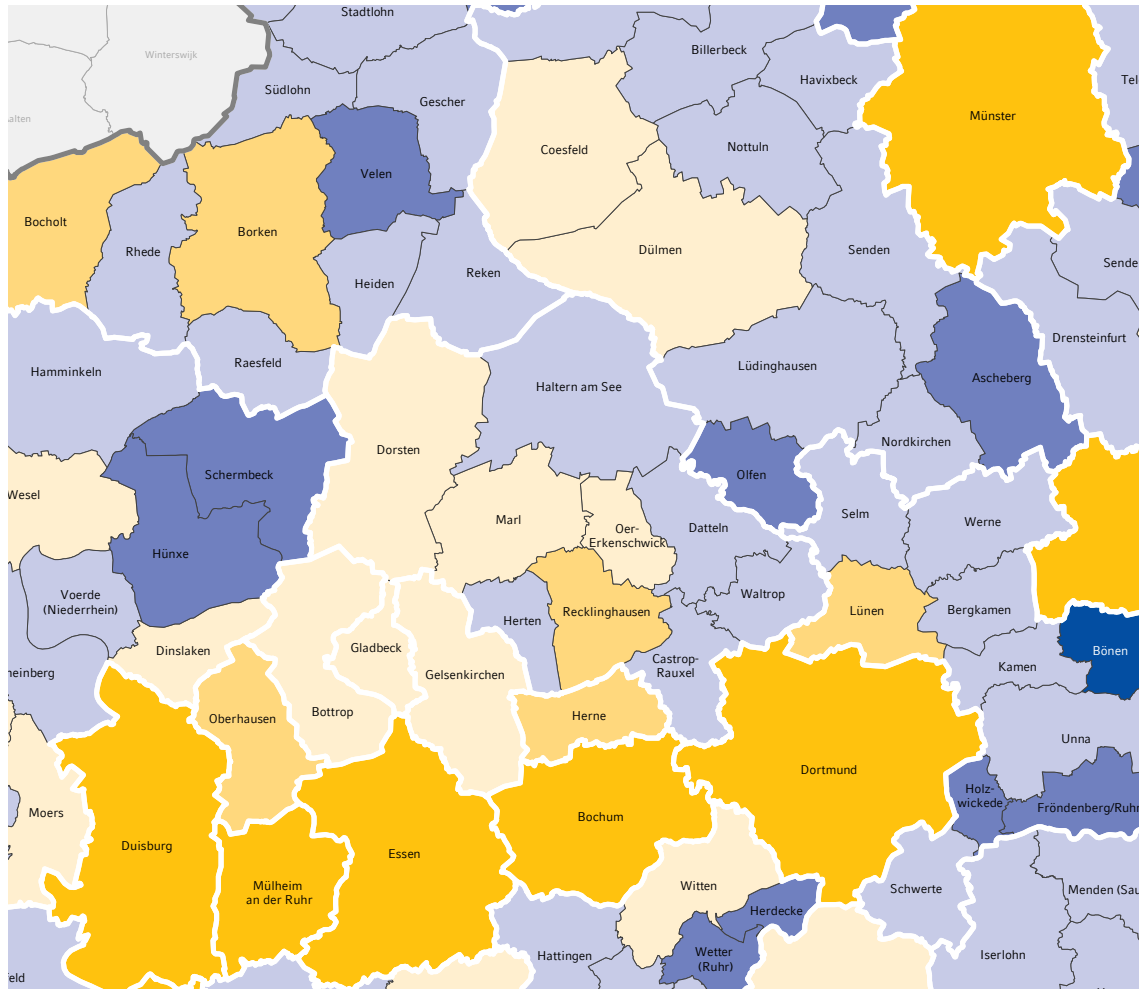 Stadtlohn
Billerbeck
Winterswijk
Havixbeck
Südlohn
Gescher
Münster
Coesfeld
Nottuln
Velen
Bocholt
Borken
Rhede
Dülmen
Senden
Reken
Heiden
Drensteinfurt
Raesfeld
Lüdinghausen
Hamminkeln
Haltern am See
Ascheberg
Nordkirchen
Dorsten
Schermbeck
Olfen
Wesel
Marl
Selm
Werne
Oer-
Erkenschwick
Datteln
Hünxe
Voerde
(Niederrhein)
Waltrop
Recklinghausen
Lünen
Bergkamen
Herten
Gladbeck
Dinslaken
Bönen
Castrop-
Rauxel
Kamen
Gelsenkirchen
Bottrop
Herne
Oberhausen
Unna
Dortmund
Holz-
wickede
Fröndenberg/Ruhr
Moers
Bochum
Duisburg
Essen
Mülheim
an der Ruhr
Witten
Schwerte
Menden (Sau
Herdecke
Wetter
(Ruhr)
Hattingen
Iserlohn